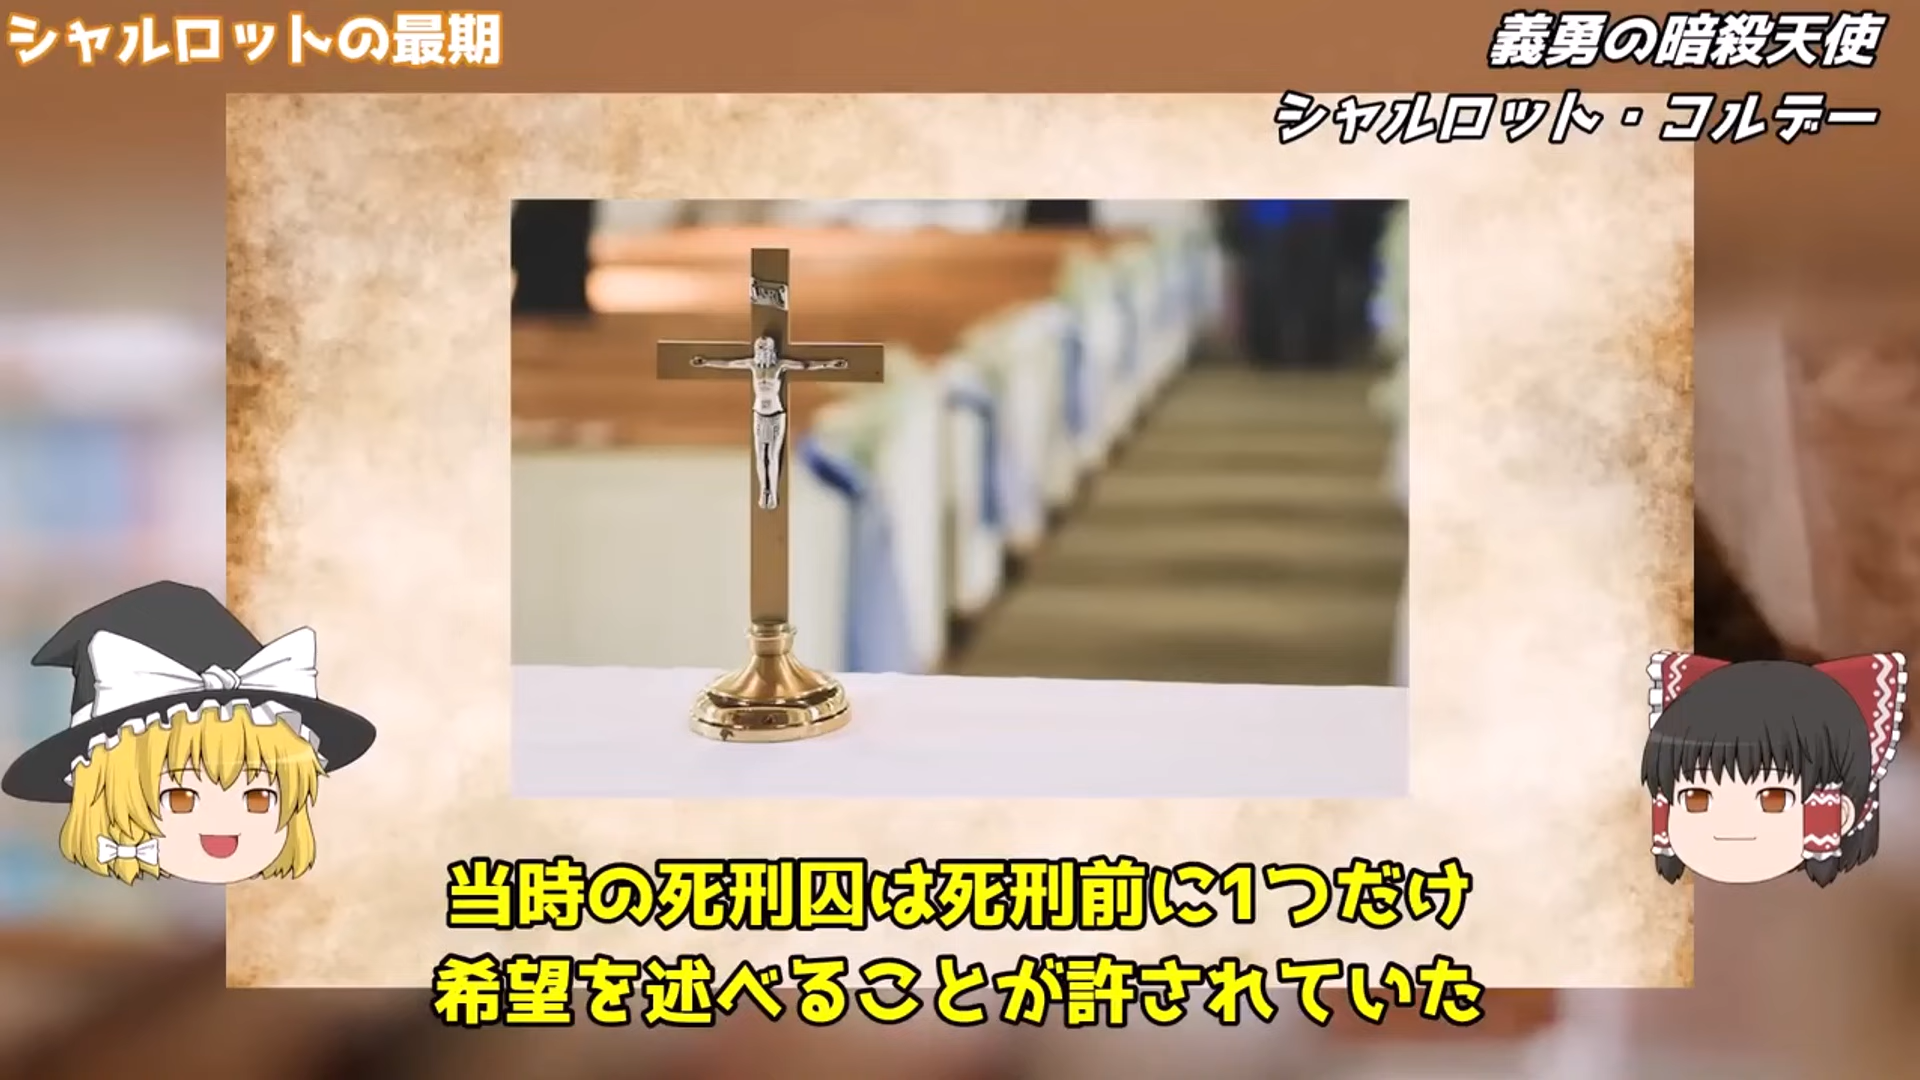 シャルロットの最期
義勇の暗殺天使
シャルロット・コルデー
当時の死刑囚は死刑前に1つだけ
希望を述べることが許されていた